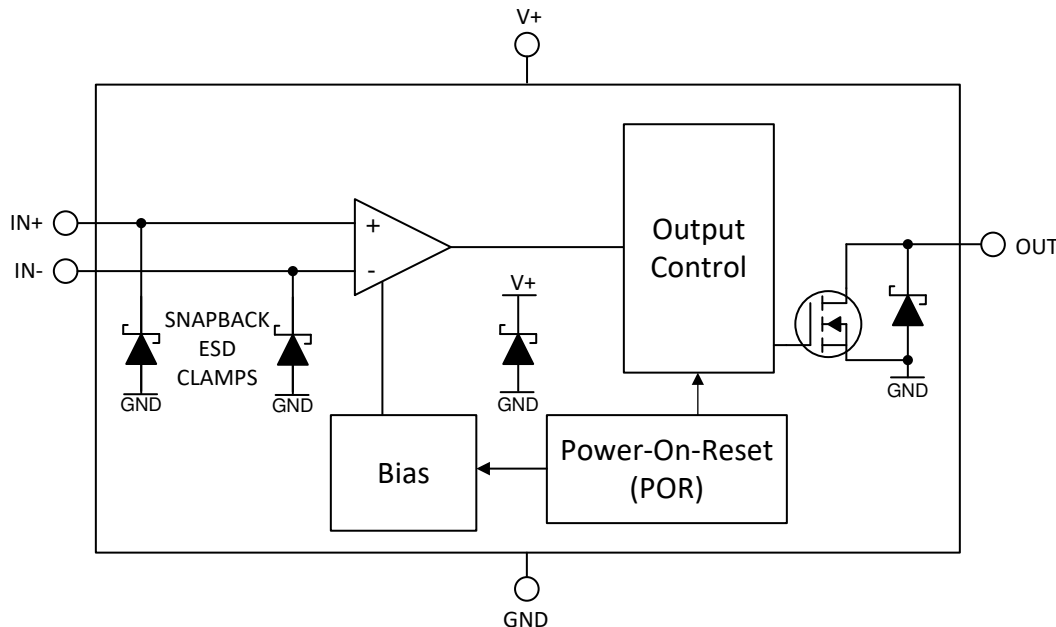 V+
IN+
IN-
+
-
SNAPBACK
ESD
CLAMPS
GND
GND
V+
GND
Output
Control
OUT
GND
Bias
Power-On-Reset
(POR)
GND